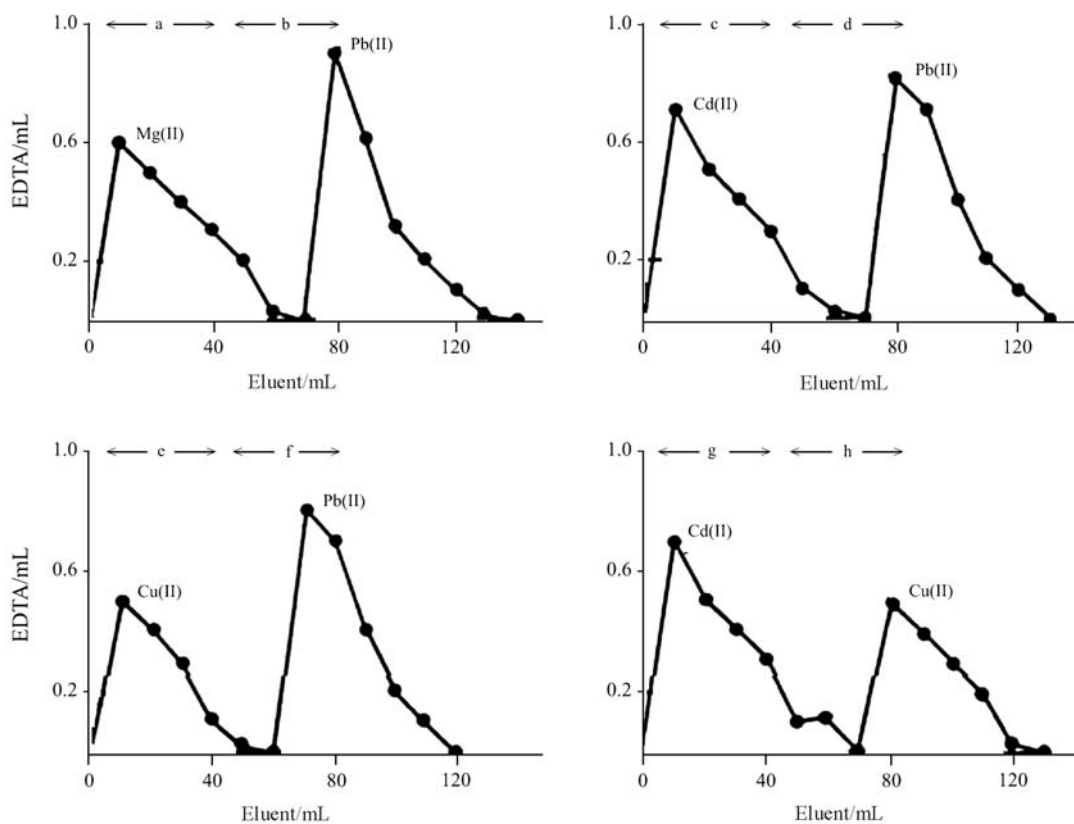 1.0
a
b
Pb(II)
Mg(II)
0.6
0.2
EDTA/mL
0
40
80
120
Eluent/mL
1.0
c
d
Pb(II)
Cd(II)
0.6
0.2
0
40
80
120
Eluent/mL
1.0
e
f
Pb(II)
Cu(II)
0.6
0.2
EDTA/mL
0
40
80
120
Eluent/mL
1.0
g
h
Cd(II)
Cu(II)
0.6
0.2
0
40
80
120
Eluent/mL